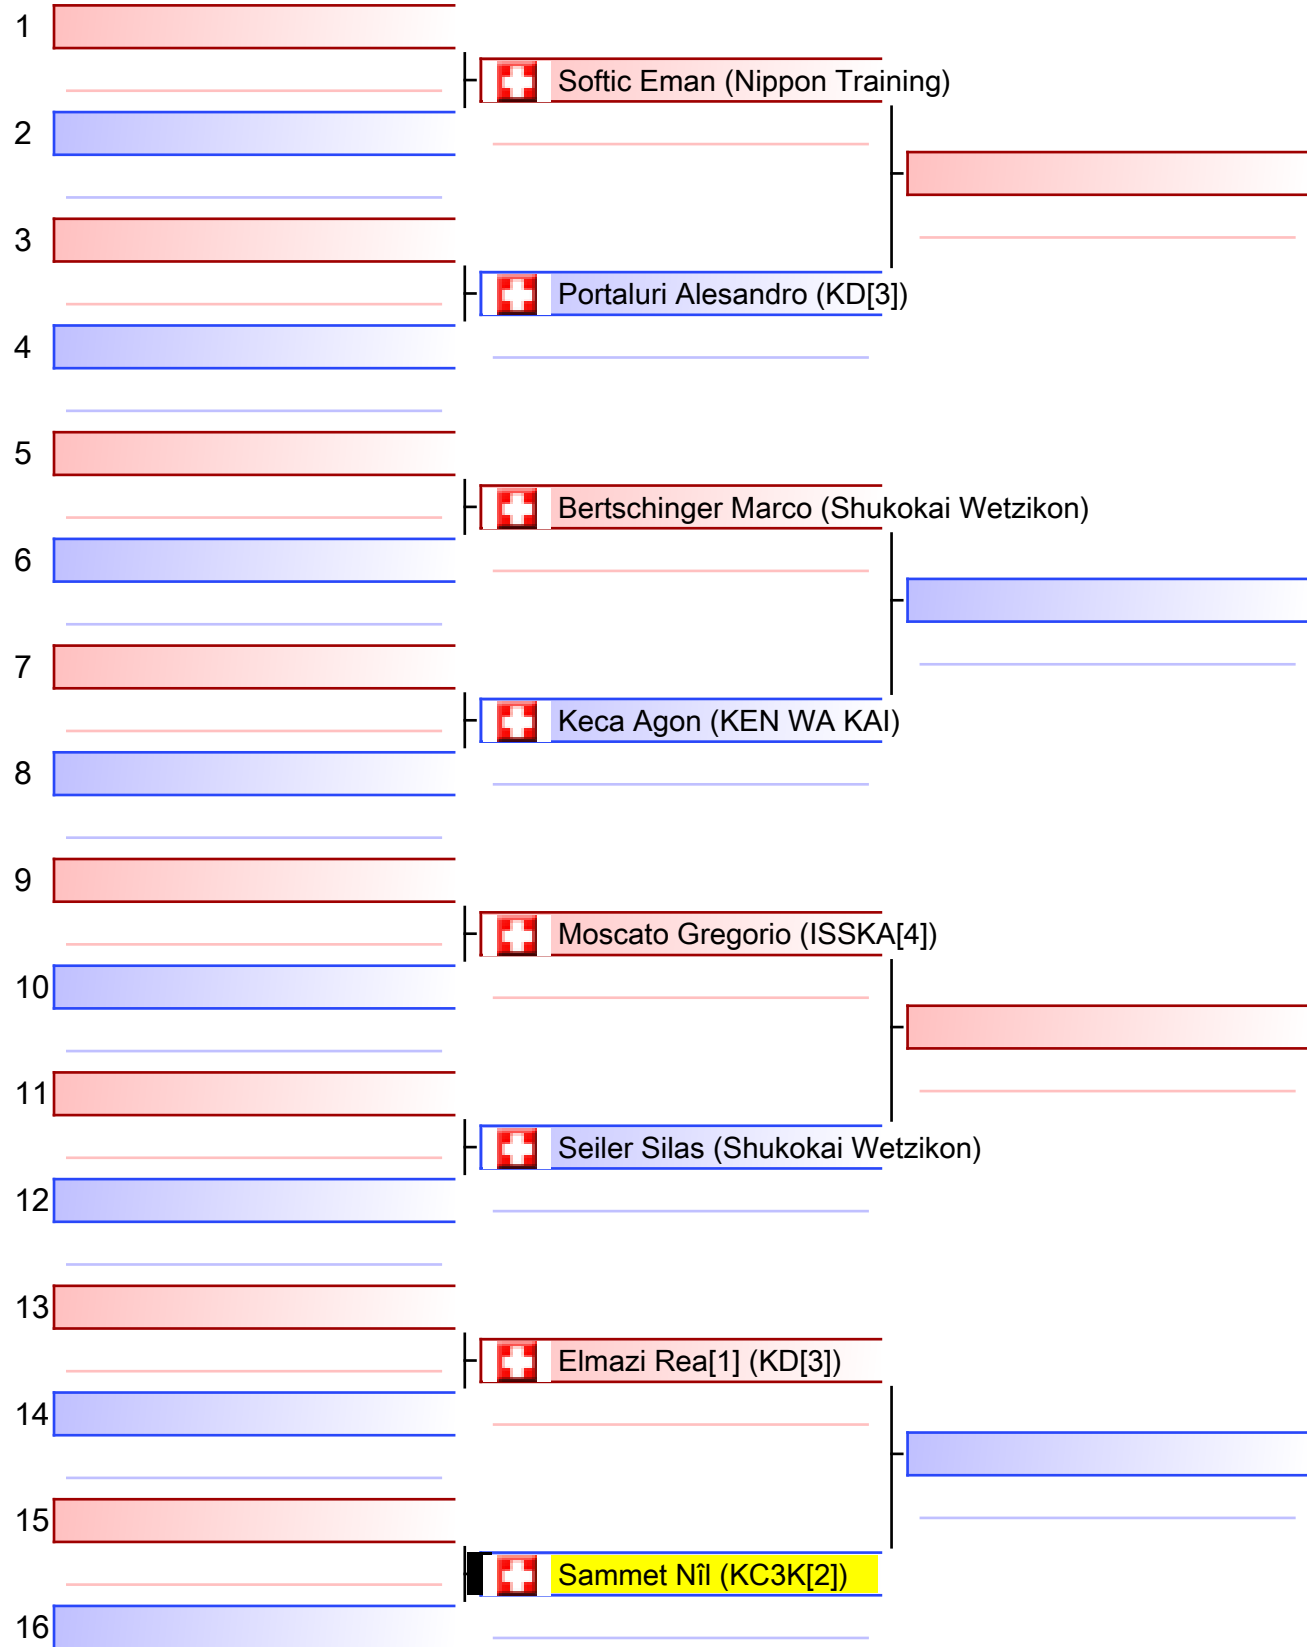 1
Softic Eman (Nippon Training)
2
3
Portaluri Alesandro (KD[3])
4
5
Bertschinger Marco (Shukokai Wetzikon)
6
7
Keca Agon (KEN WA KAI)
8
9
Moscato Gregorio (ISSKA[4])
10
11
Seiler Silas (Shukokai Wetzikon)
12
13
Elmazi Rea[1] (KD[3])
14
15
Sammet Nîl (KC3K[2])
16